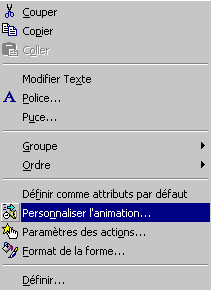 Couper
Copier
Coller
Modifier Texte
Police...
Puce...
Groupe
Ordre
Définir comme attributs par défaut
Personnaliser l'animation...
Paramètres des actions...
Format de la forme...
Définir...